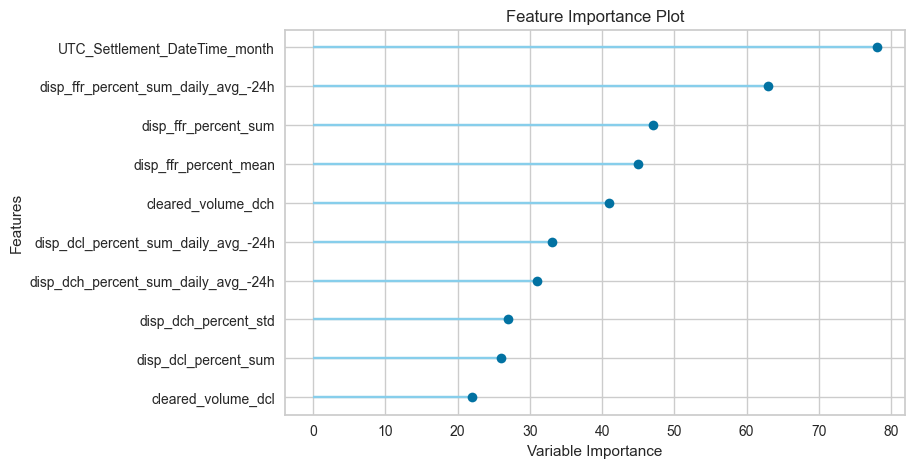 Feature Importance Plot
Features
UTC_Settlement_DateTime_month
disp_ffr_percent_sum_daily_avg_-24h
disp_ffr_percent_sum
disp_ffr_percent_mean
cleared_volume_dch
disp_dcl_percent_sum_daily_avg_-24h
disp_dch_percent_sum_daily_avg_-24h
disp_dch_percent_std
disp_dcl_percent_sum
cleared_volume_dcl
0 10 20 30 40 50 60 70 80
Variable Importance